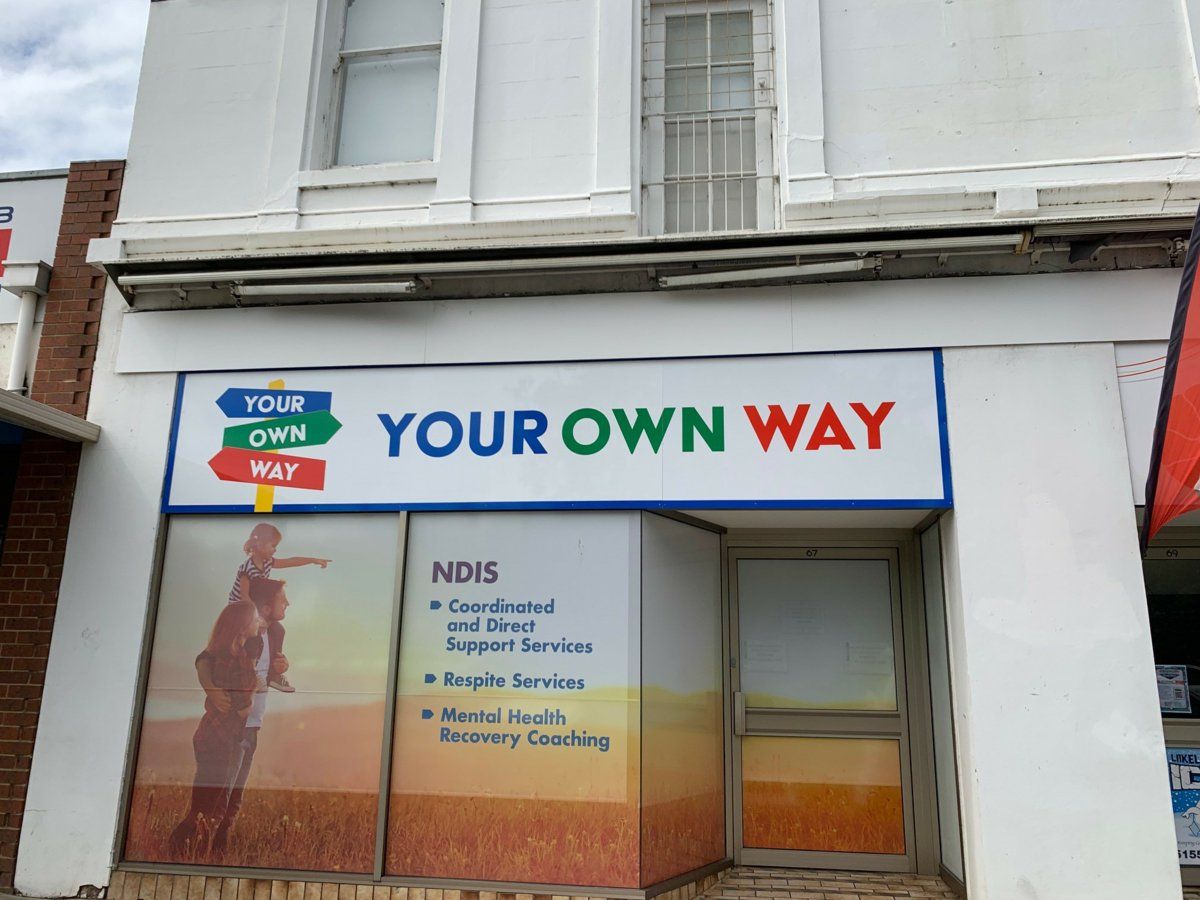 B
YOUR
OWN
WAY
YOUR OWN WAY
NDIS
Coordinated
and Direct
Support Services
Respite Services
Mental Health
Recovery Coaching
67
69